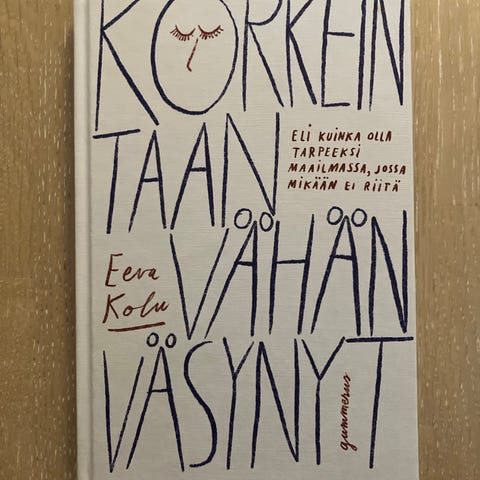 KORKEIN
TAAN
ELI KUINKA OLLA
TARPEEKSI
MAAILMASSA, JOSSA
MIKÄÄN EI RIITÄ
VÄHÄN
Eeva
Kolu
VÄSYNYT
gummerus